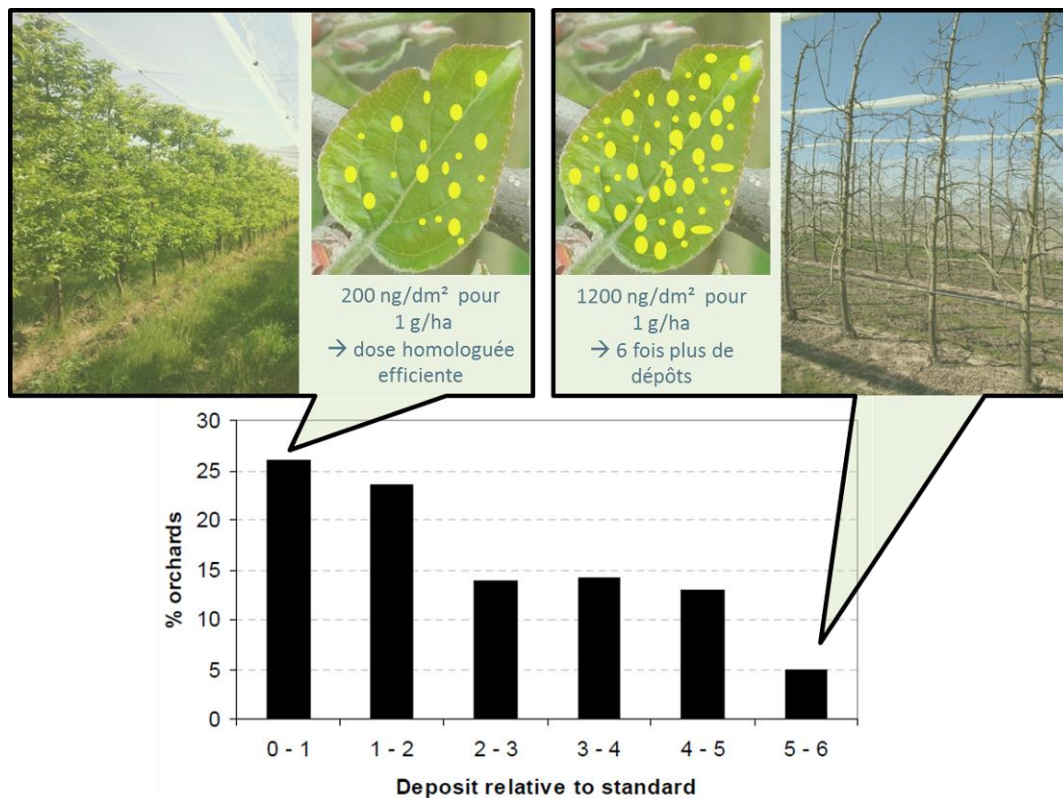 200 ng/dm² pour
1 g/ha
→ dose homologuée
efficiente
1200 ng/dm² pour
1 g/ha
→ 6 fois plus de
dépôts
30
25
20
15
10
5
0
% orchards
0 - 1
1 - 2
2 - 3
3 - 4
4 - 5
5 - 6
Deposit relative to standard